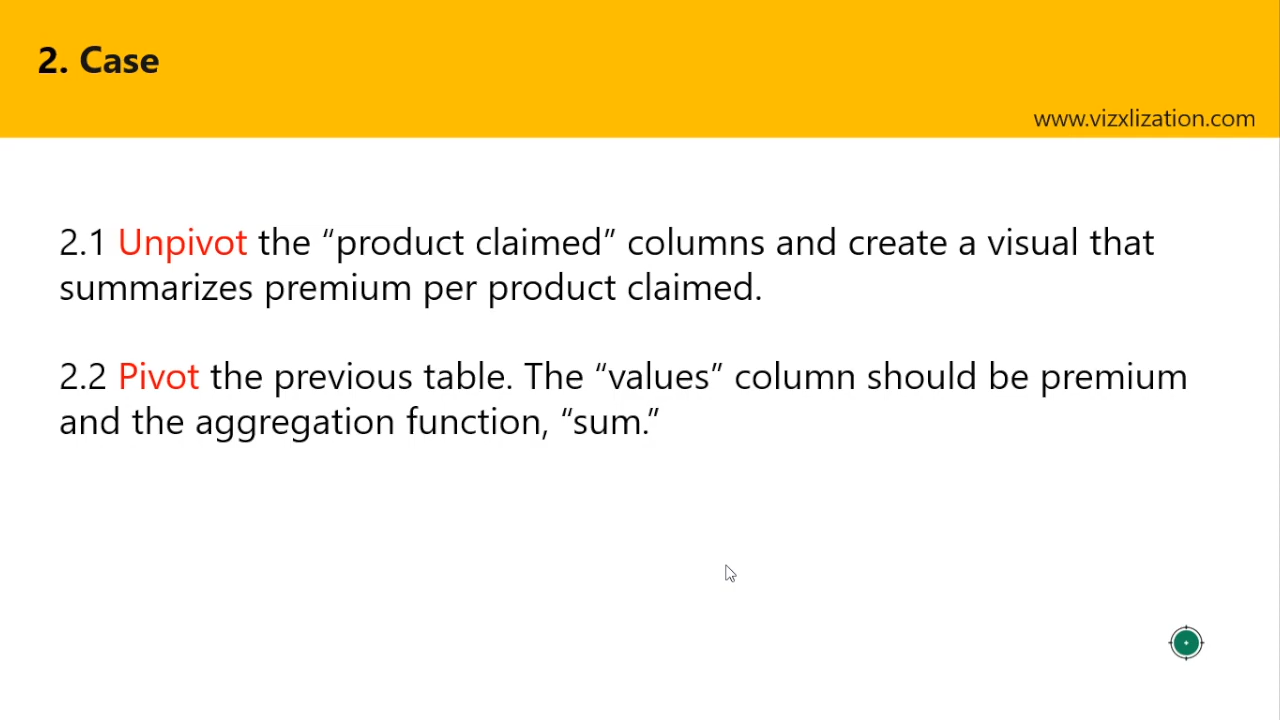 2. Case
www.vizxlization.com
2.1 Unpivot the “product claimed” columns and create a visual that
summarizes premium per product claimed.
2.2 Pivot the previous table. The “values” column should be premium
and the aggregation function, “sum.”